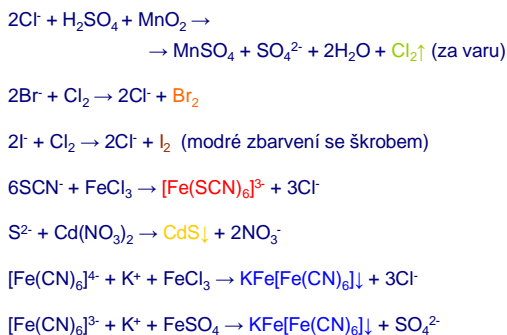 2Cl⁻ + H₂SO₄ + MnO₂ →
→ MnSO₄ + SO₄²⁻ + 2H₂O + Cl₂↑ (za varu)
2Br⁻ + Cl₂ → 2Cl⁻ + Br₂
2I⁻ + Cl₂ → 2Cl⁻ + I₂ (modré zbarvení se škrobem)
6SCN⁻ + FeCl₃ → [Fe(SCN)₆]³⁻ + 3Cl⁻
S²⁻ + Cd(NO₃)₂ → CdS↓ + 2NO₃⁻
[Fe(CN)₆]⁴⁻ + K⁺ + FeCl₃ → KFe[Fe(CN)₆]↓ + 3Cl⁻
[Fe(CN)₆]³⁻ + K⁺ + FeSO₄ → KFe[Fe(CN)₆]↓ + SO₄²⁻